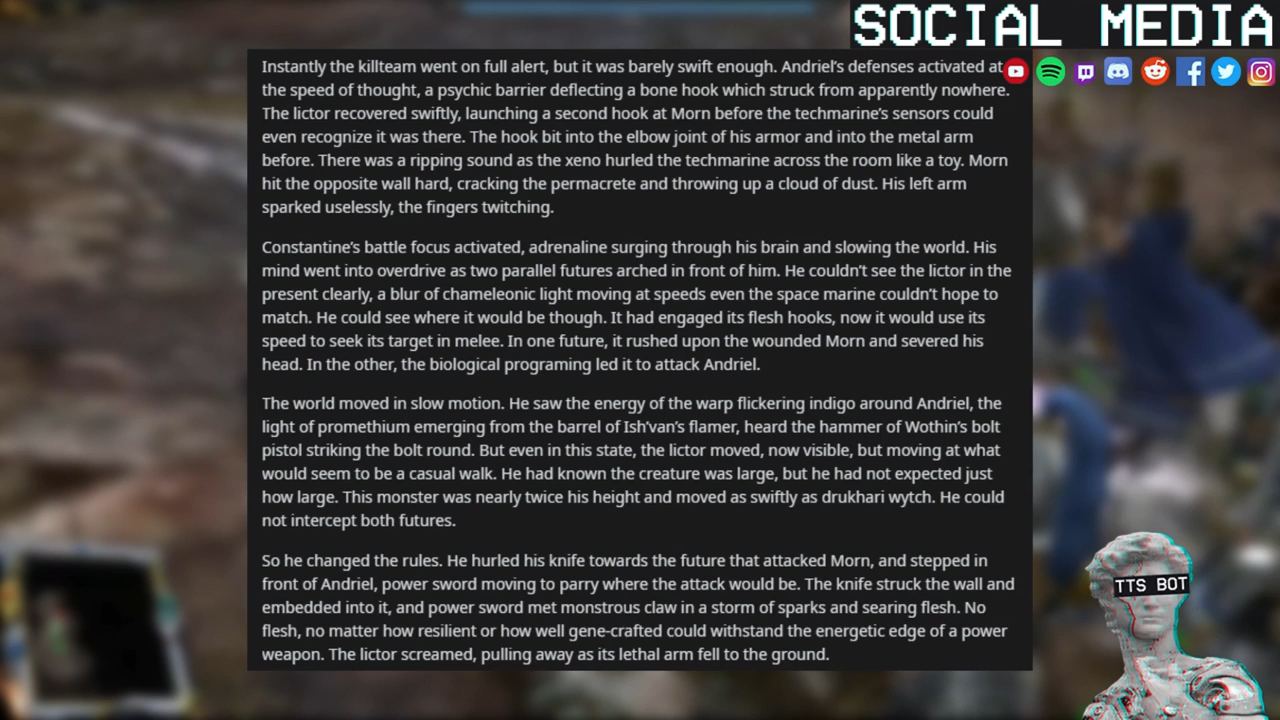 SOCIAL MEDIA
Instantly the killteam went on full alert, but it was barely swift enough. Andriel’s defenses activated at
the speed of thought, a psychic barrier deflecting a bone hook which struck from apparently nowhere.
The lictor recovered swiftly, launching a second hook at Morn before the techmarine’s sensors could
even recognize it was there. The hook bit into the elbow joint of his armor and into the metal arm
before. There was a ripping sound as the xeno hurled the techmarine across the room like a toy. Morn
hit the opposite wall hard, cracking the permacrete and throwing up a cloud of dust. His left arm
sparked uselessly, the fingers twitching.
Constantine’s battle focus activated, adrenaline surging through his brain and slowing the world. His
mind went into overdrive as two parallel futures arched in front of him. He couldn’t see the lictor in the
present clearly, a blur of chameleonic light moving at speeds even the space marine couldn’t hope to
match. He could see where it would be though. It had engaged its flesh hooks, now it would use its
speed to seek its target in melee. In one future, it rushed upon the wounded Morn and severed his
head. In the other, the biological programing led it to attack Andriel.
The world moved in slow motion. He saw the energy of the warp flickering indigo around Andriel, the
light of promethium emerging from the barrel of Ish’van’s flamer, heard the hammer of Wothin’s bolt
pistol striking the bolt round. But even in this state, the lictor moved, now visible, but moving at what
would seem to be a casual walk. He had known the creature was large, but he had not expected just
how large. This monster was nearly twice his height and moved as swiftly as drukhari wytch. He could
not intercept both futures.
So he changed the rules. He hurled his knife towards the future that attacked Morn, and stepped in
front of Andriel, power sword moving to parry where the attack would be. The knife struck the wall and
embedded into it, and power sword met monstrous claw in a storm of sparks and searing flesh. No
flesh, no matter how resilient or how well gene-crafted could withstand the energetic edge of a power
weapon. The lictor screamed, pulling away as its lethal arm fell to the ground.
TTS BOT